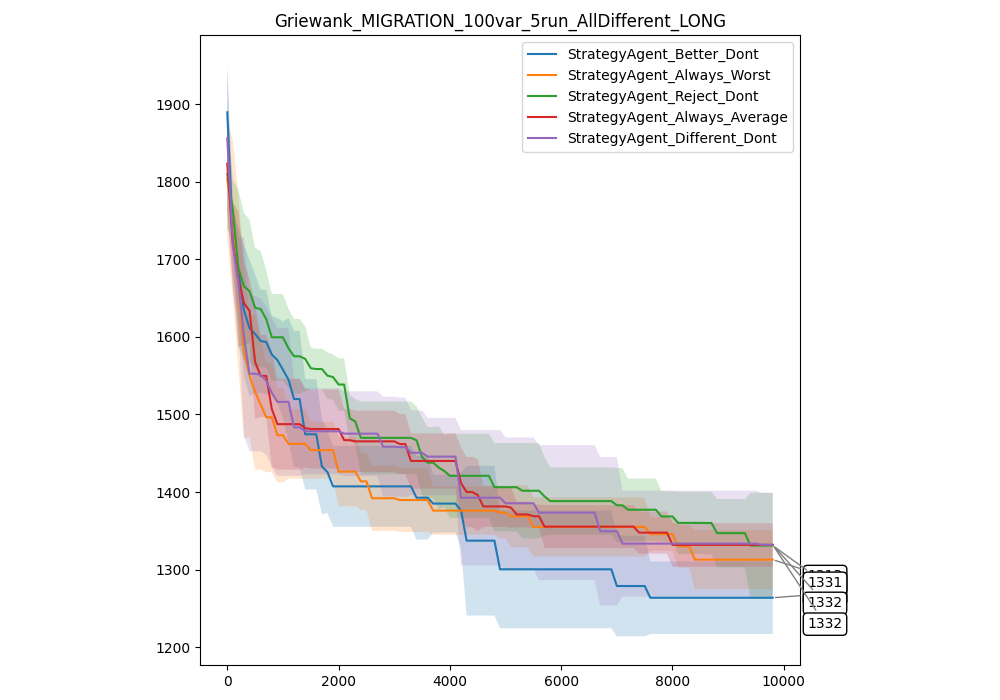 Griewank_MIGRATION_100var_5run_AllDifferent_LONG
StrategyAgent_Better_Dont
StrategyAgent_Always_Worst
StrategyAgent_Reject_Dont
StrategyAgent_Always_Average
StrategyAgent_Different_Dont
1900
1800
1700
1600
1500
1400
1300
1200
1331
1332
1332
0
2000
4000
6000
8000
10000